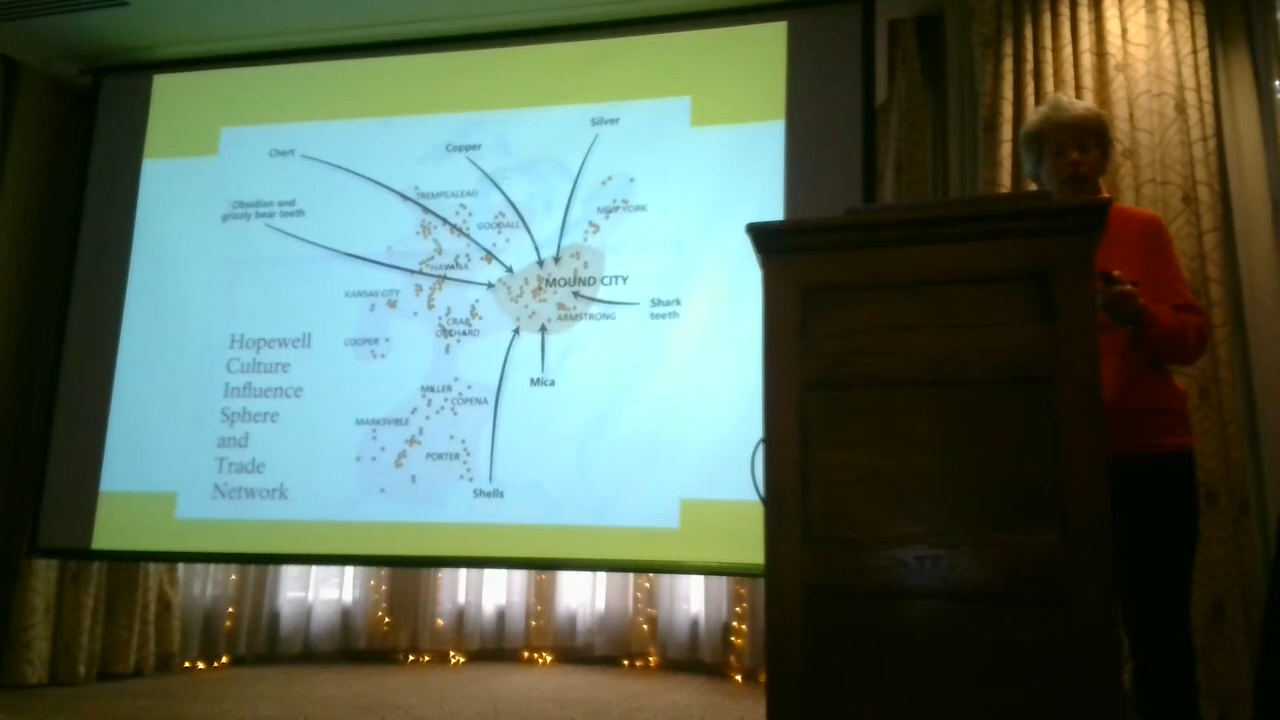 Silver
Copper
Chert
TREMPEALEAU
Obsidian and
grizzly bear teeth
NEW YORK
GOODALL
HAVANA
MOUND CITY
KANSAS CITY
Shark
teeth
ARMSTRONG
CRAB
ORCHARD
COOPER
Mica
MILLER
COPENA
MARKSVILLE
PORTER
Shells
Hopewell
Culture
Influence
Sphere
and
Trade
Network